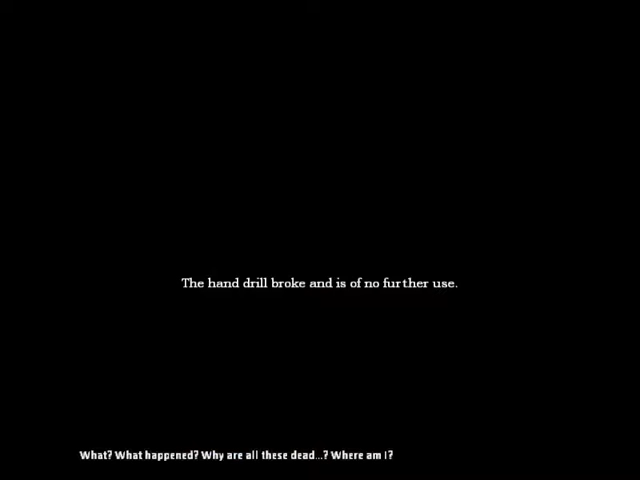 The hand drill broke and is of no further use.
What? What happened? Why are all these dead...? Where am I?